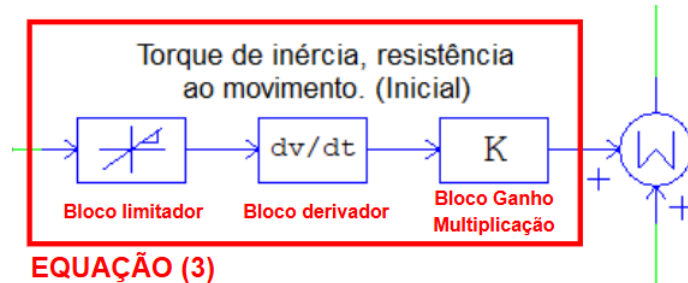 Torque de inércia, resistência
ao movimento. (Inicial)
dv/dt
K
Bloco limitador
Bloco derivador
Bloco Ganho
Multiplicação
+
+
EQUAÇÃO (3)